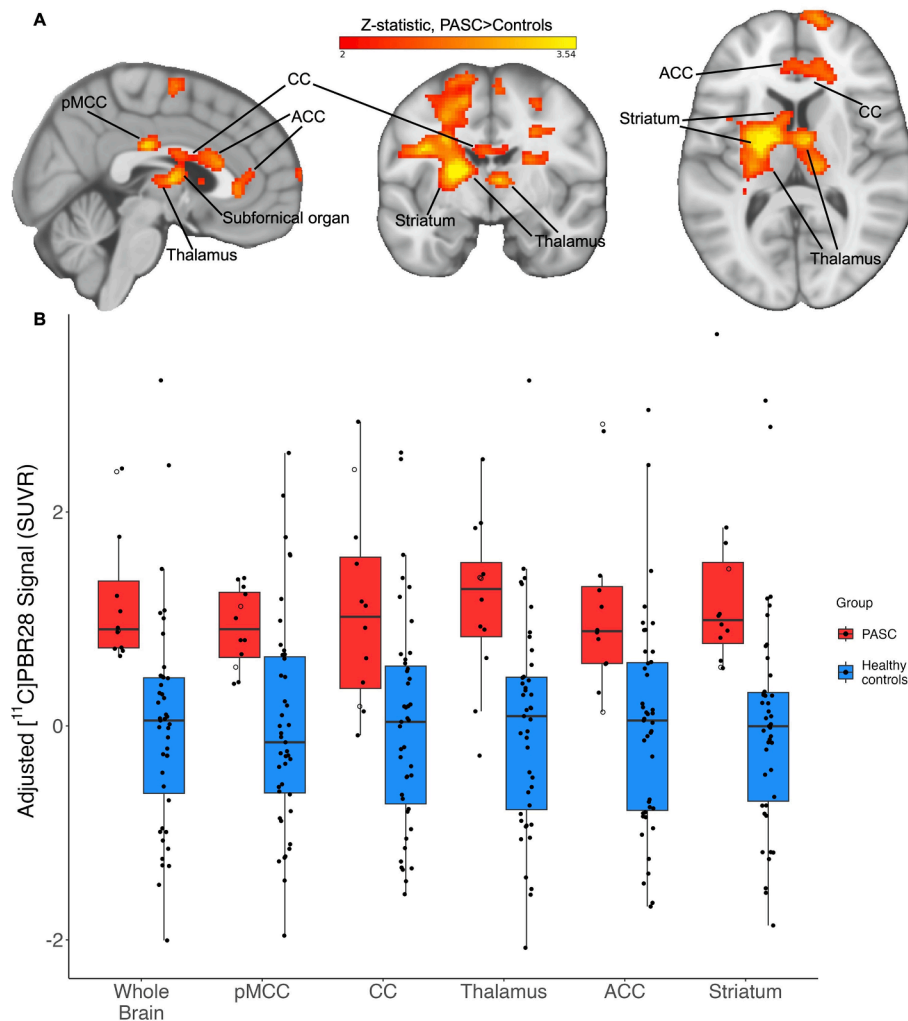 A
Z-statistic, PASC>Controls
2
3.54
pMCC
CC
ACC
Subfornical organ
Thalamus
Striatum
Thalamus
ACC
CC
Striatum
Thalamus
B
Adjusted [¹¹C]PBR28 Signal (SUVR)
2
0
-2
Whole
Brain
pMCC
CC
Thalamus
ACC
Striatum
Group
PASC
Healthy
controls